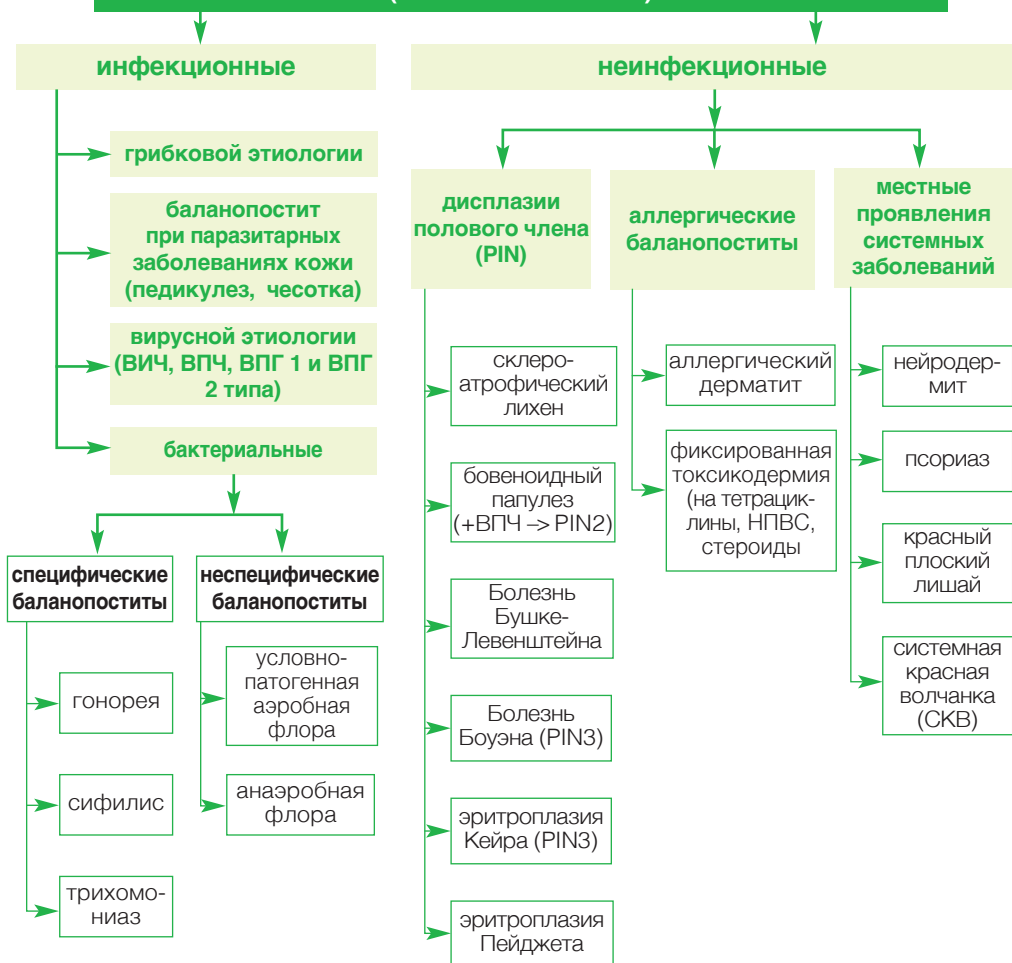 инфекционные
грибковой этиологии
баланопостит
при паразитарных
заболеваниях кожи
(педикулез, чесотка)
вирусной этиологии
(ВИЧ, ВПЧ, ВПГ 1 и ВПГ
2 типа)
бактериальные
специфические
баланопоститы
гонорея
сифилис
трихомо-
ниаз
неспецифические
баланопоститы
условно-
патогенная
аэробная
флора
анаэробная
флора
неинфекционные
дисплазии
полового члена
(PIN)
склеро-
атрофический
лихен
бовеноидный
папулез
(+ВПЧ –> PIN2)
Болезнь
Бушке-
Левенштейна
Болезнь
Боуэна (PIN3)
эритроплазия
Кейра (PIN3)
эритроплазия
Пейджета
аллергические
баланопоститы
аллергический
дерматит
фиксированная
токсикодермия
(на тетрацик-
лины, НПВС,
стероиды
местные
проявления
системных
заболеваний
нейродер-
мит
псориаз
красный
плоский
лишай
системная
красная
волчанка
(СКВ)